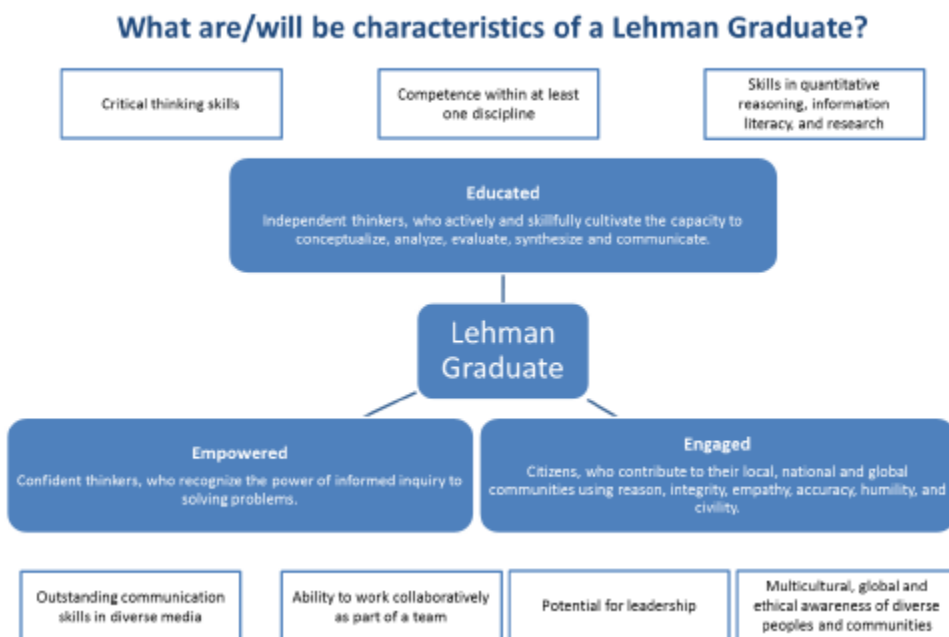 What are/will be characteristics of a Lehman Graduate?
Critical thinking skills
Competence within at least
one discipline
Skills in quantitative
reasoning, information
literacy, and research
Educated
Independent thinkers, who actively and skillfully cultivate the capacity to
conceptualize, analyze, evaluate, synthesize and communicate.
Lehman
Graduate
Empowered
Confident thinkers, who recognize the power of informed inquiry to
solving problems.
Engaged
Citizens, who contribute to their local, national and global
communities using reason, integrity, empathy, accuracy, humility, and
civility.
Outstanding communication
skills in diverse media
Ability to work collaboratively
as part of a team
Potential for leadership
Multicultural, global and
ethical awareness of diverse
peoples and communities